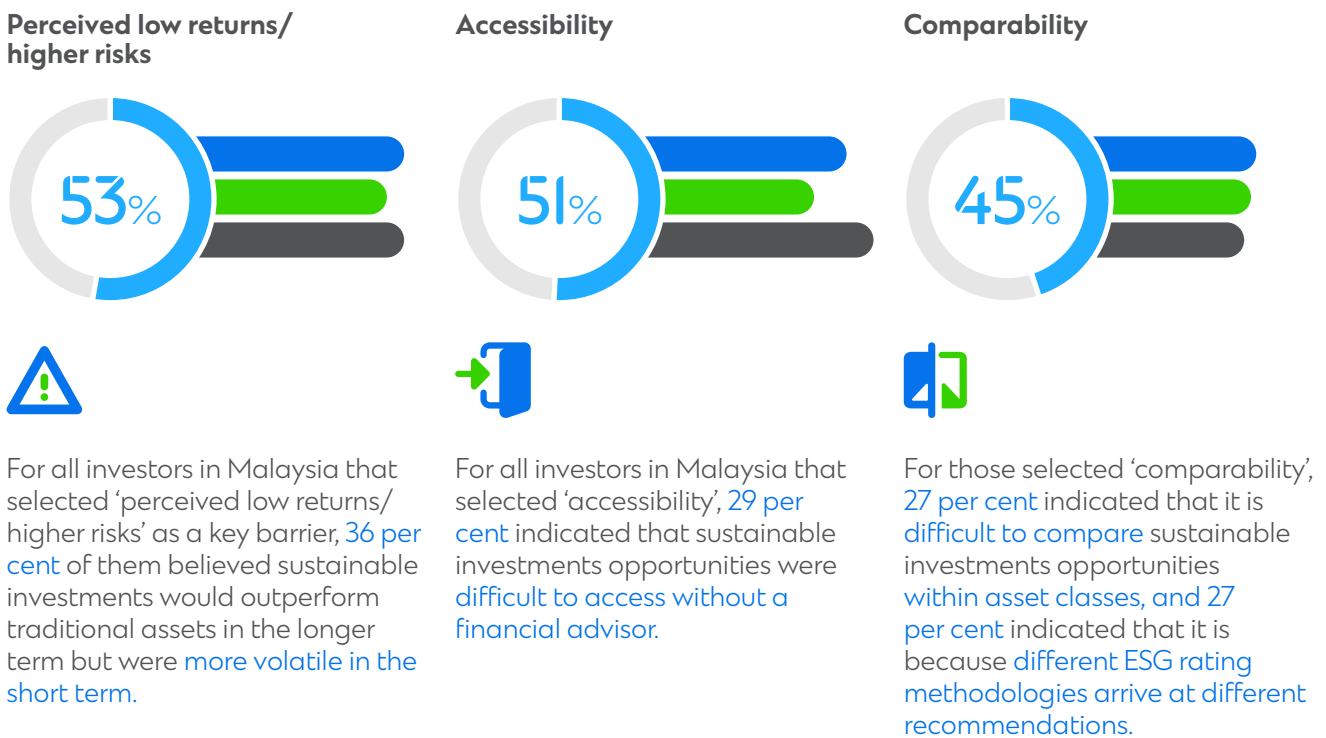 Perceived low returns/
higher risks
53%
For all investors in Malaysia that
selected ‘perceived low returns/
higher risks’ as a key barrier, 36 per
cent of them believed sustainable
investments would outperform
traditional assets in the longer
term but were more volatile in the
short term.
Accessibility
51%
For all investors in Malaysia that
selected ‘accessibility’, 29 per
cent indicated that sustainable
investments opportunities were
difficult to access without a
financial advisor.
Comparability
45%
For those selected ‘comparability’,
27 per cent indicated that it is
difficult to compare sustainable
investments opportunities
within asset classes, and 27
per cent indicated that it is
because different ESG rating
methodologies arrive at different
recommendations.